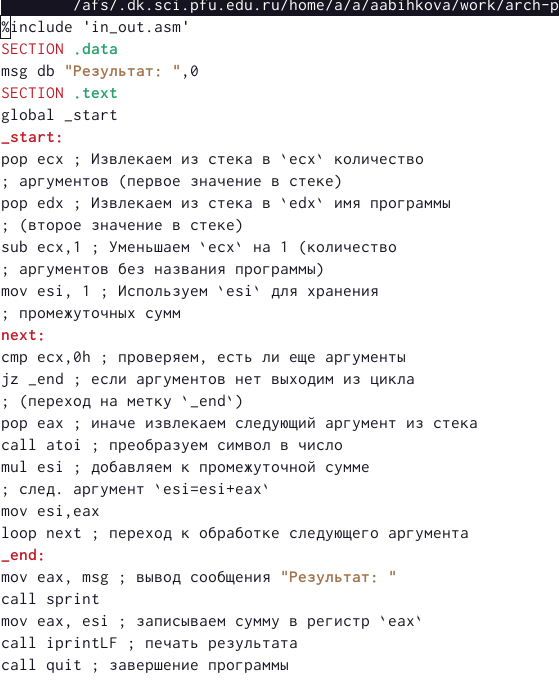 /afs/.dk.sci.pfu.edu.ru/home/a/a/aabihkova/work/arch-p
%include 'in_out.asm'
SECTION .data
msg db "Результат: ",0
SECTION .text
global _start
_start:
pop ecx ; Извлекаем из стека в `ecx` количество
; аргументов (первое значение в стеке)
pop edx ; Извлекаем из стека в `edx` имя программы
; (второе значение в стеке)
sub ecx,1 ; Уменьшаем `ecx` на 1 (количество
; аргументов без названия программы)
mov esi, 1 ; Используем `esi` для хранения
; промежуточных сумм
next:
cmp ecx,0h ; проверяем, есть ли еще аргументы
jz _end ; если аргументов нет выходим из цикла
; (переход на метку `_end`)
pop eax ; иначе извлекаем следующий аргумент из стека
call atoi ; преобразуем символ в число
mul esi ; добавляем к промежуточной сумме
; след. аргумент `esi=esi+eax`
mov esi,eax
loop next ; переход к обработке следующего аргумента
_end:
mov eax, msg ; вывод сообщения "Результат: "
call sprint
mov eax, esi ; записываем сумму в регистр `eax`
call iprintLF ; печать результата
call quit ; завершение программы